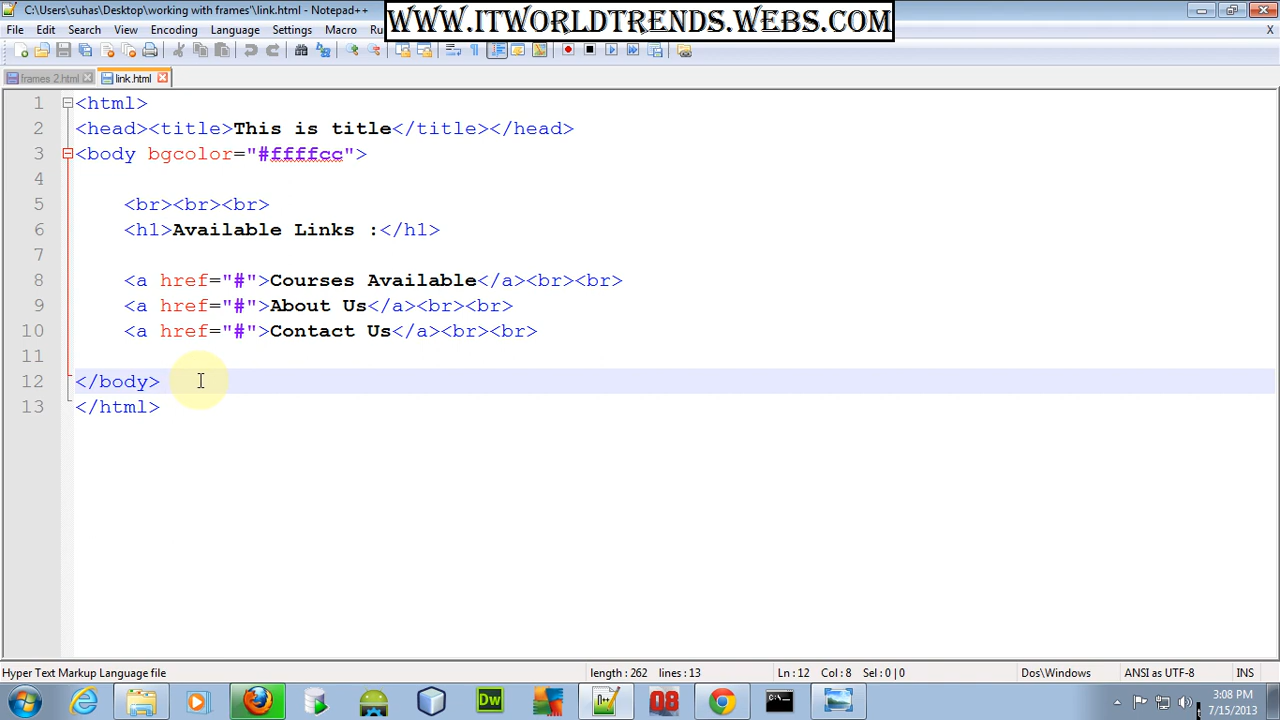 C:\Users\suhas\Desktop\working with frames"\link.html - Notepad++
WWW.ITWORLDTRENDS.WEBS.COM
File Edit Search View Encoding Language Settings Macro Ru X
frames 2.html link.html
1 <html>
2 <head><title>This is title</title></head>
3 <body bgcolor="#ffffcc">
4
5 <br><br><br>
6 <h1>Available Links :</h1>
7
8 <a href="#">Courses Available</a><br><br>
9 <a href="#">About Us</a><br><br>
10 <a href="#">Contact Us</a><br><br>
11
12 </body>
13 </html>
Hyper Text Markup Language file length : 262 lines : 13 Ln : 12 Col : 8 Sel : 0 | 0 Dos\Windows ANSI as UTF-8 INS
Dw N++ 08 C:\
3:08 PM
7/15/2013